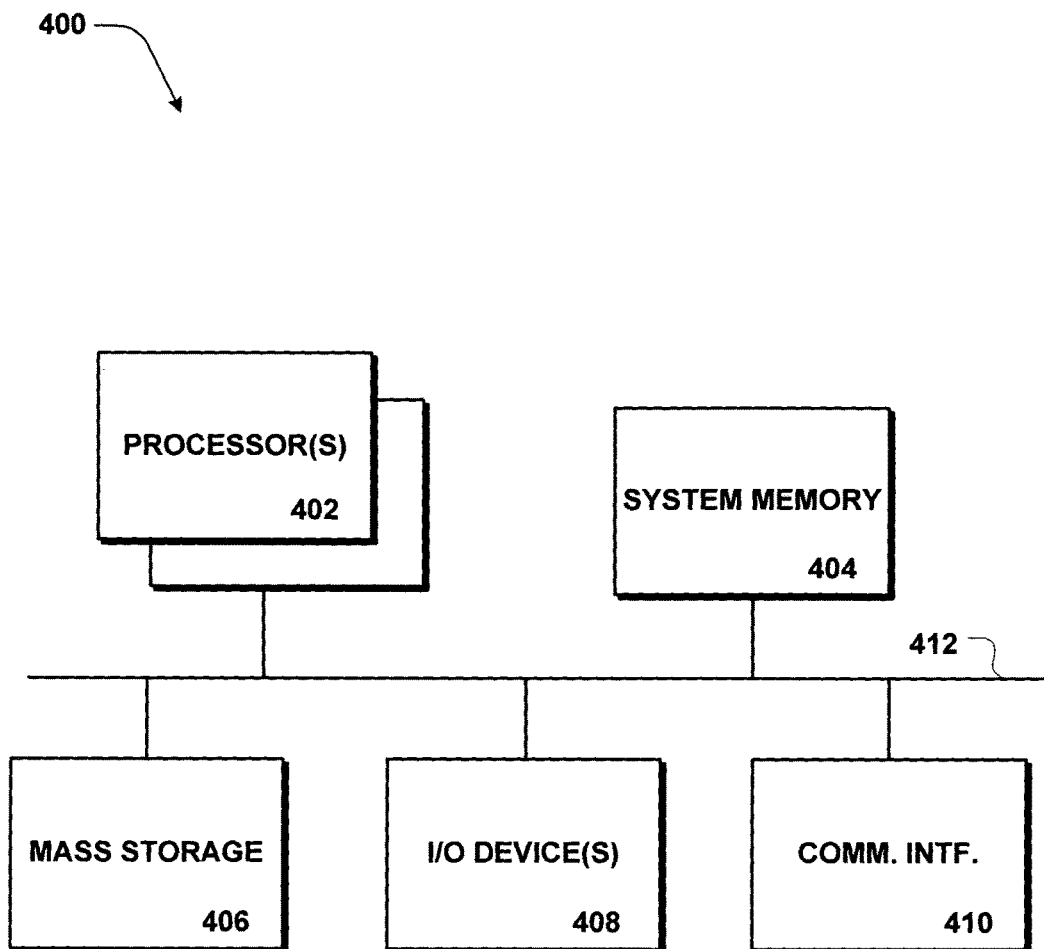 400
PROCESSOR(S)
402
SYSTEM MEMORY
404
412
MASS STORAGE
406
I/O DEVICE(S)
408
COMM. INTF.
410